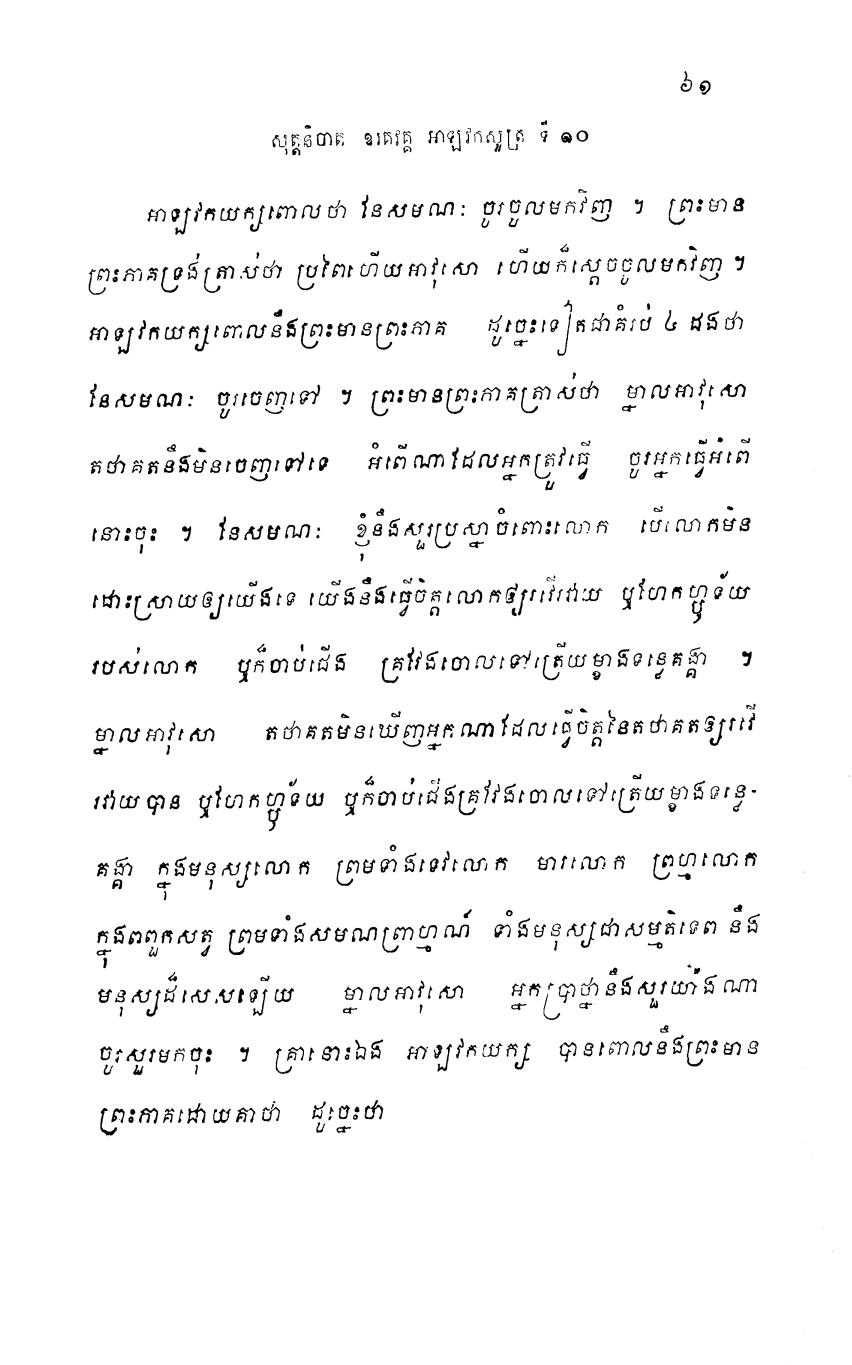 ៦១
សុត្តនិបាត ឧរគវគ្គ អាឡវកសូត្រ ទី ១០
អាឡវកយក្សពោលថា នែសមណៈ ចូរចូលមកវិញ ។ ព្រះមាន
ព្រះភាគទ្រង់ត្រាស់ថា ប្រពៃហើយអាវុសោ ហើយក៏ស្តេចចូលមកវិញ ។
អាឡវកយក្សពោលនឹងព្រះមានព្រះភាគ ដូច្នេះទៀតជាគំរប់ ៤ ដងថា
នែសមណៈ ចូរចេញទៅ ។ ព្រះមានព្រះភាគត្រាស់ថា ម្នាលអាវុសោ
តថាគតនឹងមិនចេញទៅទេ អំពើណាដែលអ្នកត្រូវធ្វើ ចូរអ្នកធ្វើអំពើ
នោះចុះ ។ នែសមណៈ ខ្ញុំនឹងសួរប្រស្នាចំពោះលោក បើលោកមិន
ដោះស្រាយឲ្យយើងទេ យើងនឹងធ្វើចិត្តលោកឲ្យរវើរវាយ ឬហែកហ្ឫទ័យ
របស់លោក ឬក៏ចាប់ជើង គ្រវែងចោលទៅត្រើយម្ខាងទន្លេគង្គា ។
ម្នាលអាវុសោ តថាគតមិនឃើញអ្នកណាដែលធ្វើចិត្តនៃតថាគតឲ្យរវើ
រវាយបាន ឬហែកហ្ឫទ័យ ឬក៏ចាប់ជើងគ្រវែងចោលទៅត្រើយម្ខាងទន្លេ-
គង្គា ក្នុងមនុស្សលោក ព្រមទាំងទេវលោក មារលោក ព្រហ្មលោក
ក្នុងពពួកសត្វ ព្រមទាំងសមណព្រាហ្មណ៍ ទាំងមនុស្សជាសម្មតិទេព នឹង
មនុស្សដ៏សេសឡើយ ម្នាលអាវុសោ អ្នកប្រាថ្នានឹងសួរយ៉ាងណា
ចូរសួរមកចុះ ។ គ្រានោះឯង អាឡវកយក្ស បានពោលនឹងព្រះមាន
ព្រះភាគដោយគាថា ដូច្នេះថា